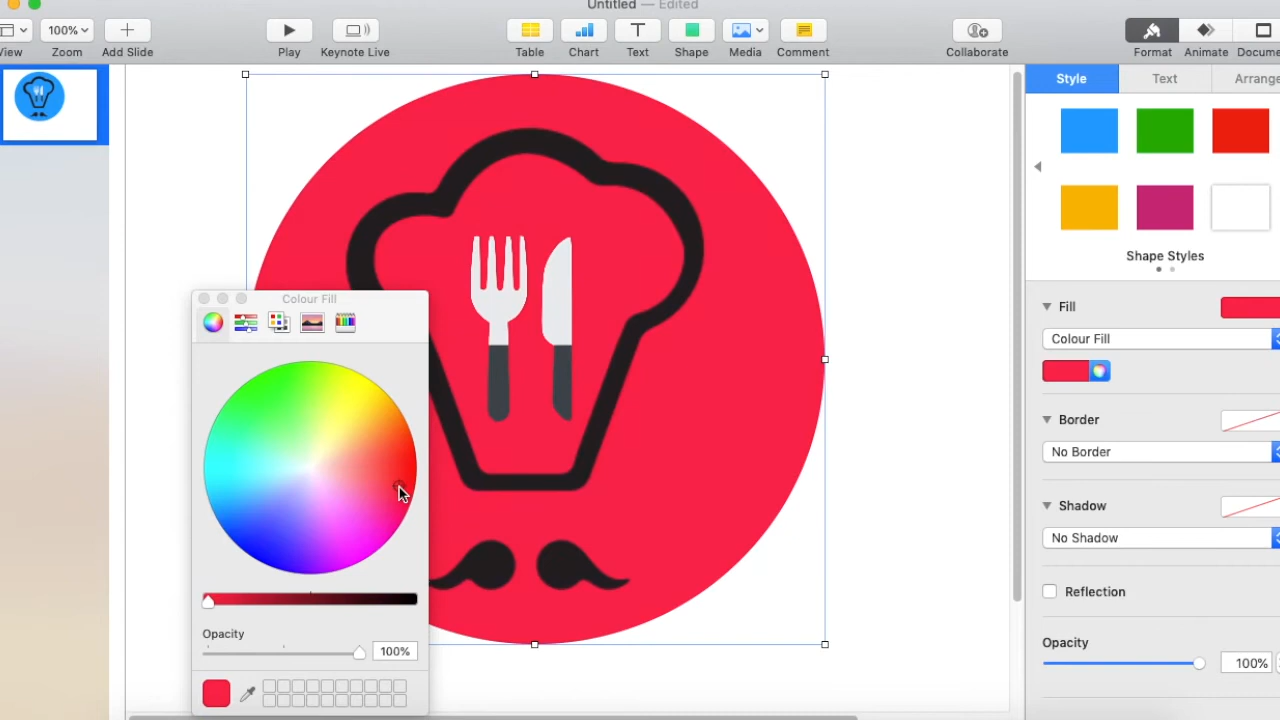 Untitled — Edited
View
100%
Zoom
Add Slide
Play
Keynote Live
Table
Chart
Text
Shape
Media
Comment
Collaborate
Format
Animate
Style
Text
Arrange
Shape Styles
Fill
Colour Fill
Border
No Border
Shadow
No Shadow
Reflection
Opacity
100%
Colour Fill
Opacity
100%